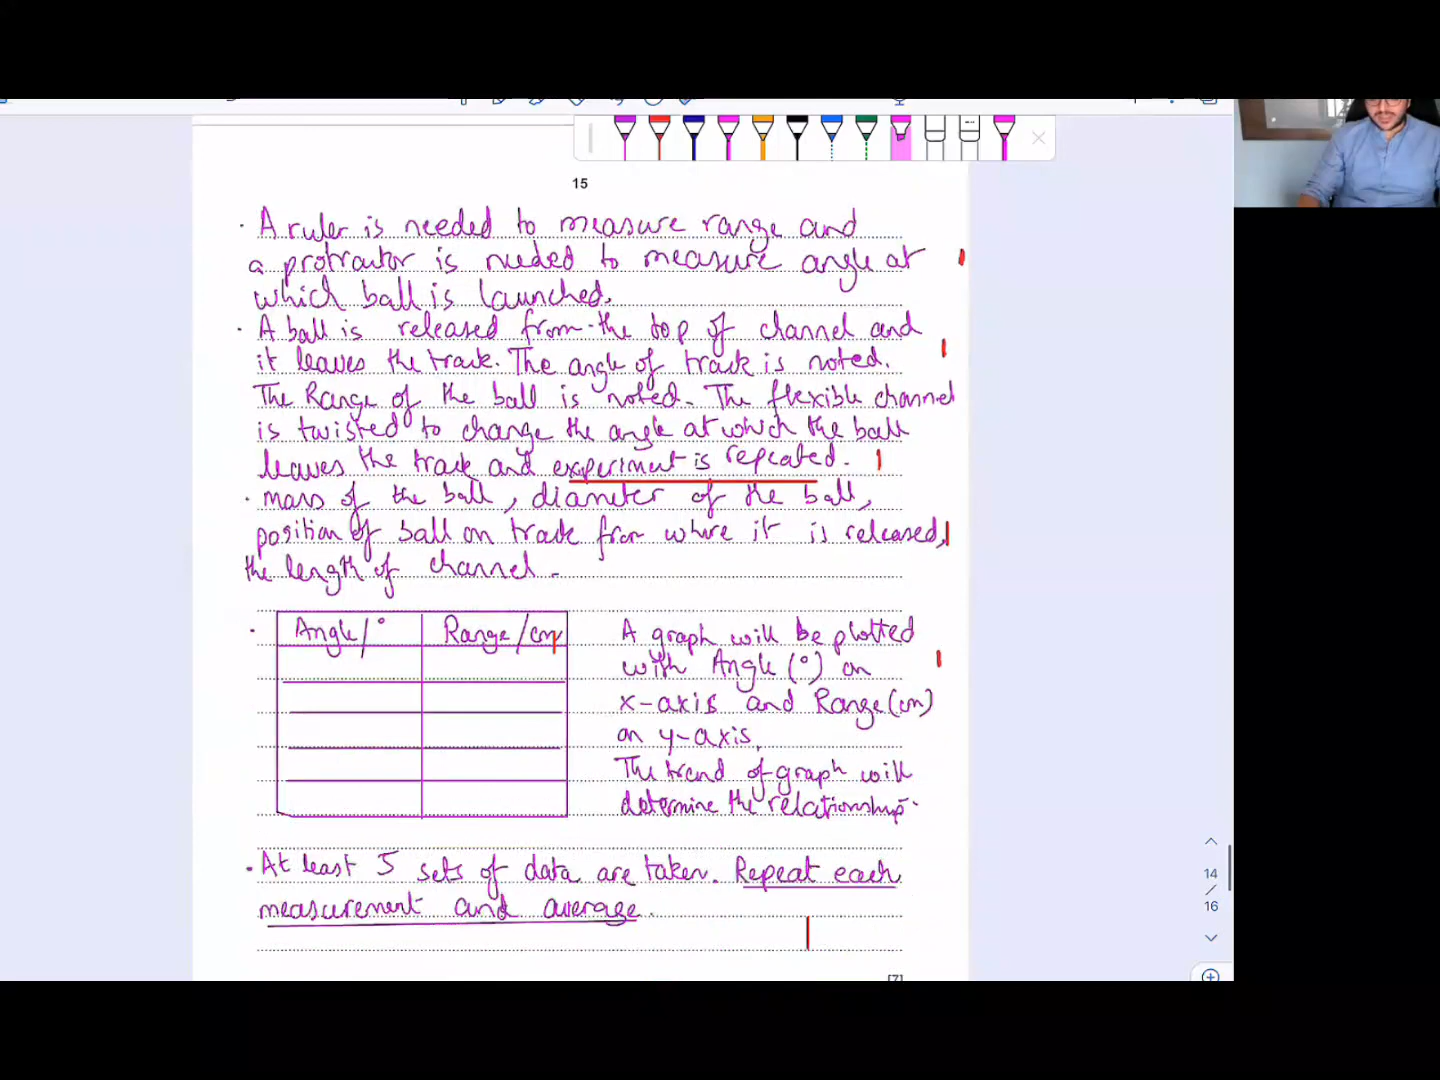 15
· A ruler is needed to measure range and
a protractor is needed to measure angle at
which ball is launched.
· A ball is released from the top of channel and
it leaves the track. The angle of track is noted.
The Range of the ball is noted. The flexible channel
is twisted to change the angle at which the ball
leaves the track and experiment is repeated.
· mass of the ball, diameter of the ball,
position of ball on track from where it is released,
the length of channel.
· Angle/° Range/cm
A graph will be plotted
with Angle (°) on
x-axis and Range(cm)
on y-axis.
The trend of graph will
determine the relationship.
· At least 5 sets of data are taken. Repeat each
measurement and average.
[7]
14
/
16